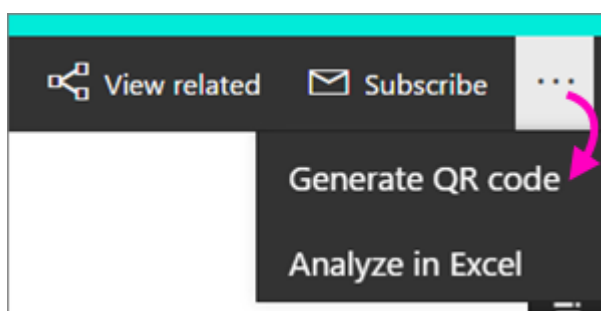 View related Subscribe ...
Generate QR code
Analyze in Excel